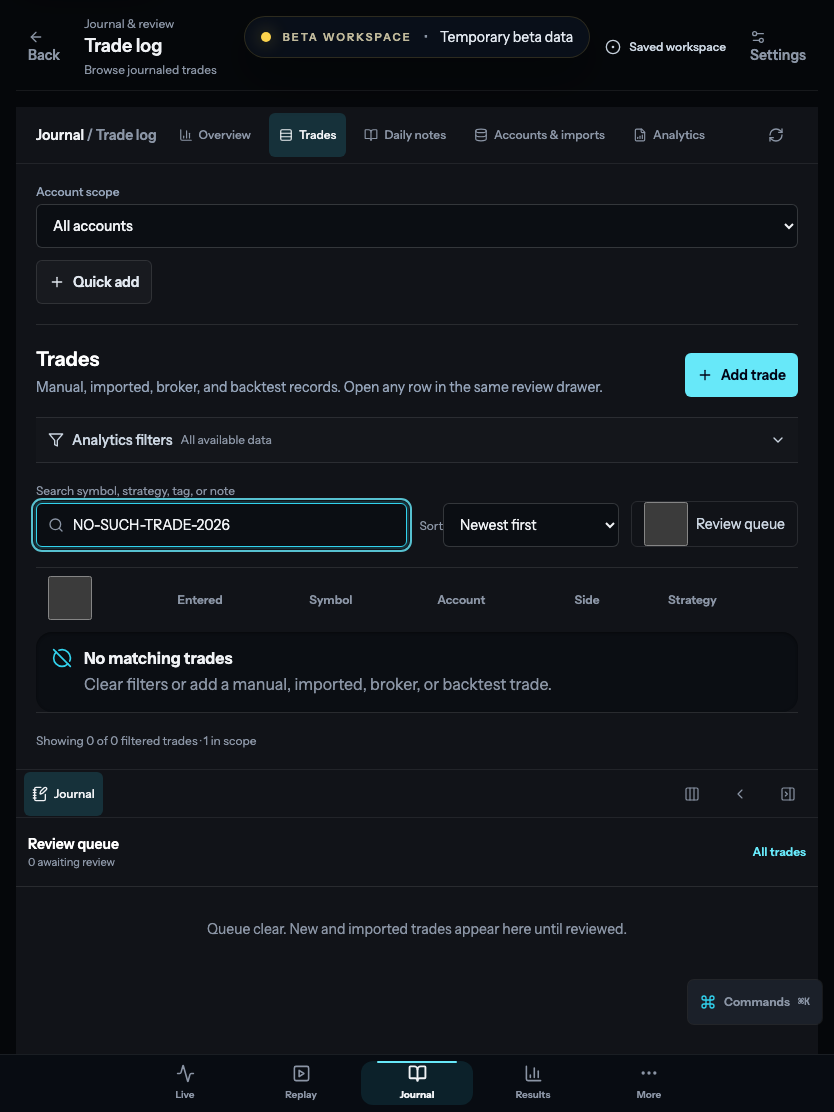 Back
Journal & review
Trade log
Browse journaled trades
BETA WORKSPACE · Temporary beta data
Saved workspace
Settings
Journal / Trade log
Overview
Trades
Daily notes
Accounts & imports
Analytics
Account scope
All accounts
Quick add
Trades
Manual, imported, broker, and backtest records. Open any row in the same review drawer.
Add trade
Analytics filters All available data
Search symbol, strategy, tag, or note
NO-SUCH-TRADE-2026
Sort
Newest first
Review queue
Entered Symbol Account Side Strategy
No matching trades
Clear filters or add a manual, imported, broker, or backtest trade.
Showing 0 of 0 filtered trades · 1 in scope
Journal
Review queue
0 awaiting review
All trades
Queue clear. New and imported trades appear here until reviewed.
Commands ⌘K
Live
Replay
Journal
Results
More